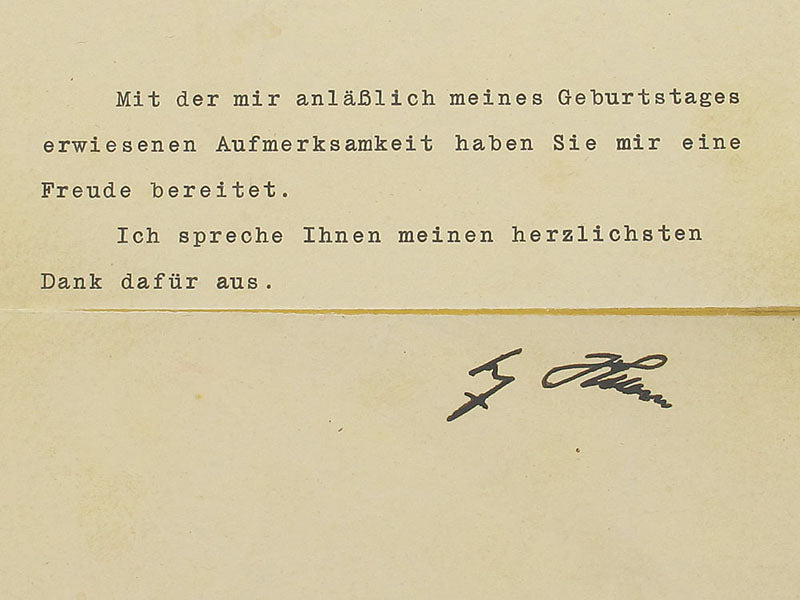 Mit der mir anläßlich meines Geburtstages
erwiesenen Aufmerksamkeit haben Sie mir eine
Freude bereitet.
Ich spreche Ihnen meinen herzlichsten
Dank dafür aus.